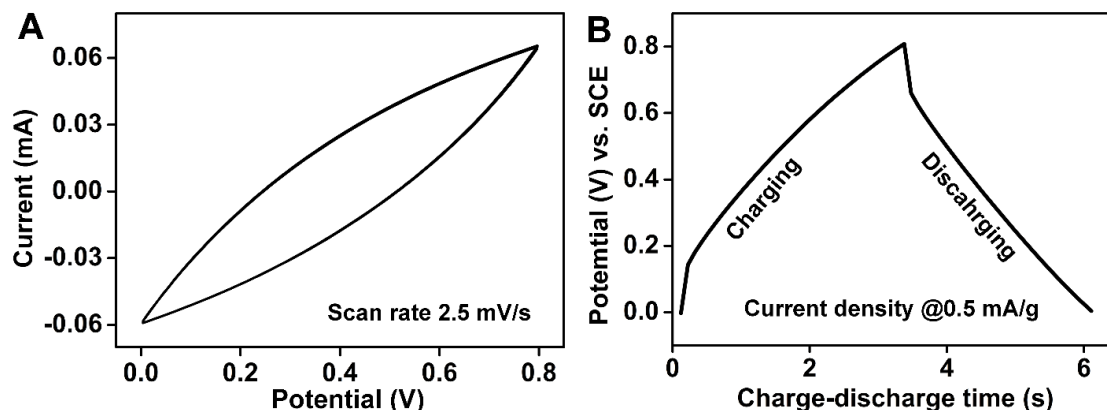 A
0.06
0.03
0.00
-0.03
-0.06
Current (mA)
Scan rate 2.5 mV/s
0.0 0.2 0.4 0.6 0.8
Potential (V)
B
0.8
0.6
0.4
0.2
0.0
Potemtial (V) vs. SCE
Charging
Discahrging
Current density @0.5 mA/g
0 2 4 6
Charge-discharge time (s)